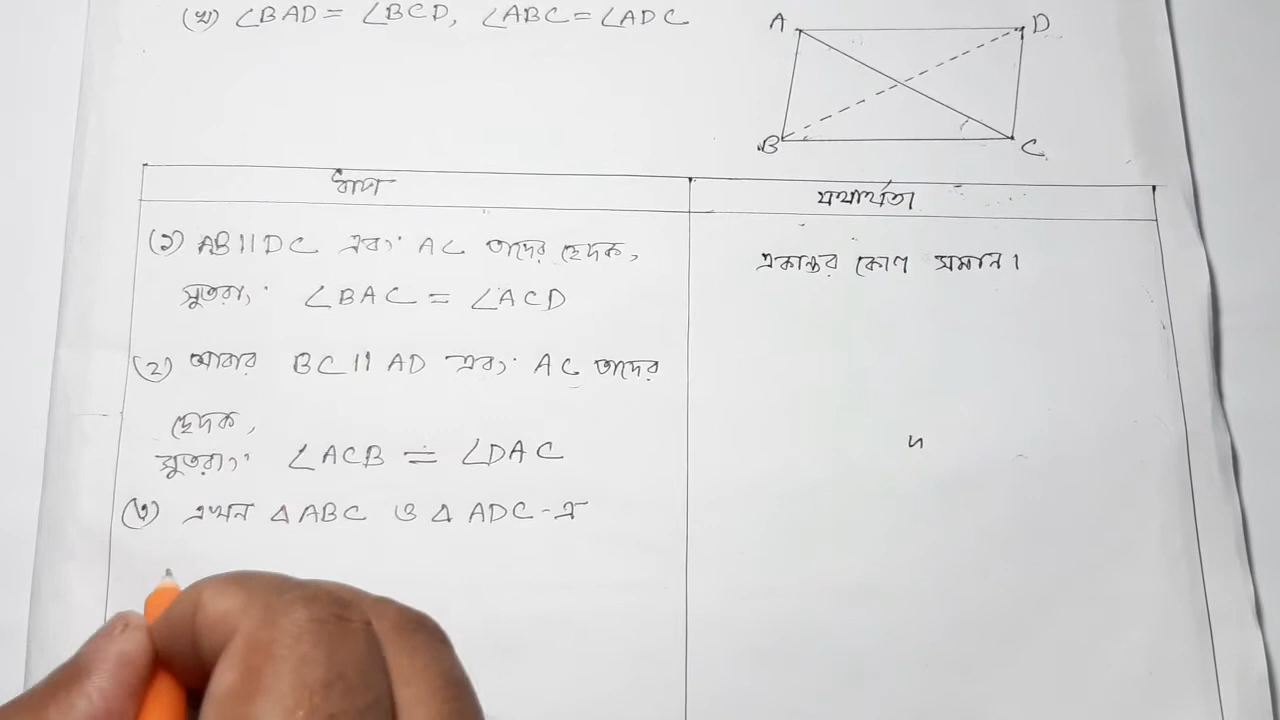 (খ) ∠BAD = ∠BCD, ∠ABC = ∠ADC
A D
B C
ধাপ যথার্থতা
(১) AB || DC এবং AC তাদের ছেদক, একান্তর কোণ সমান।
সুতরাং ∠BAC = ∠ACD
(২) আবার BC || AD এবং AC তাদের
ছেদক,
সুতরাং ∠ACB = ∠DAC "
(৩) এখন Δ ABC ও Δ ADC-এ